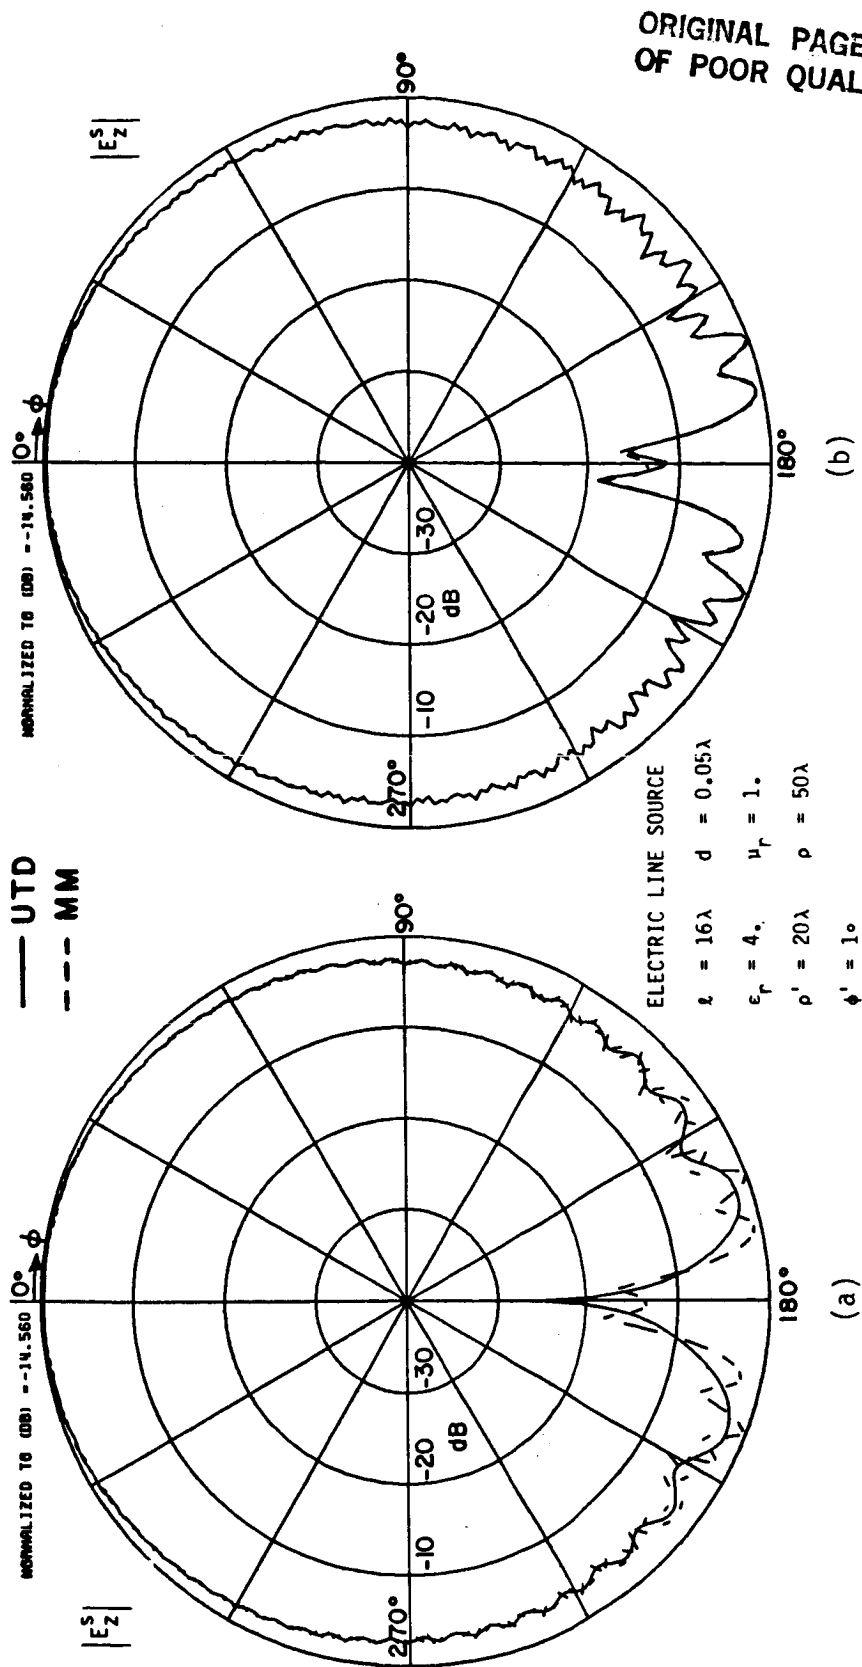 ORIGINAL PAGE
OF POOR QUAL
|E_z^S|
NORMALIZED TO (DB) =-14.560
0°
ϕ
90°
180°
270°
-10
-20
-30
dB
(b)
—— UTD
--- MM
|E_z^S|
NORMALIZED TO (DB) =-14.560
0°
ϕ
90°
180°
270°
-10
-20
-30
dB
(a)
ELECTRIC LINE SOURCE
ℓ = 16λ d = 0.05λ
ε_r = 4. μ_r = 1.
ρ' = 20λ ρ = 50λ
ϕ' = 1°